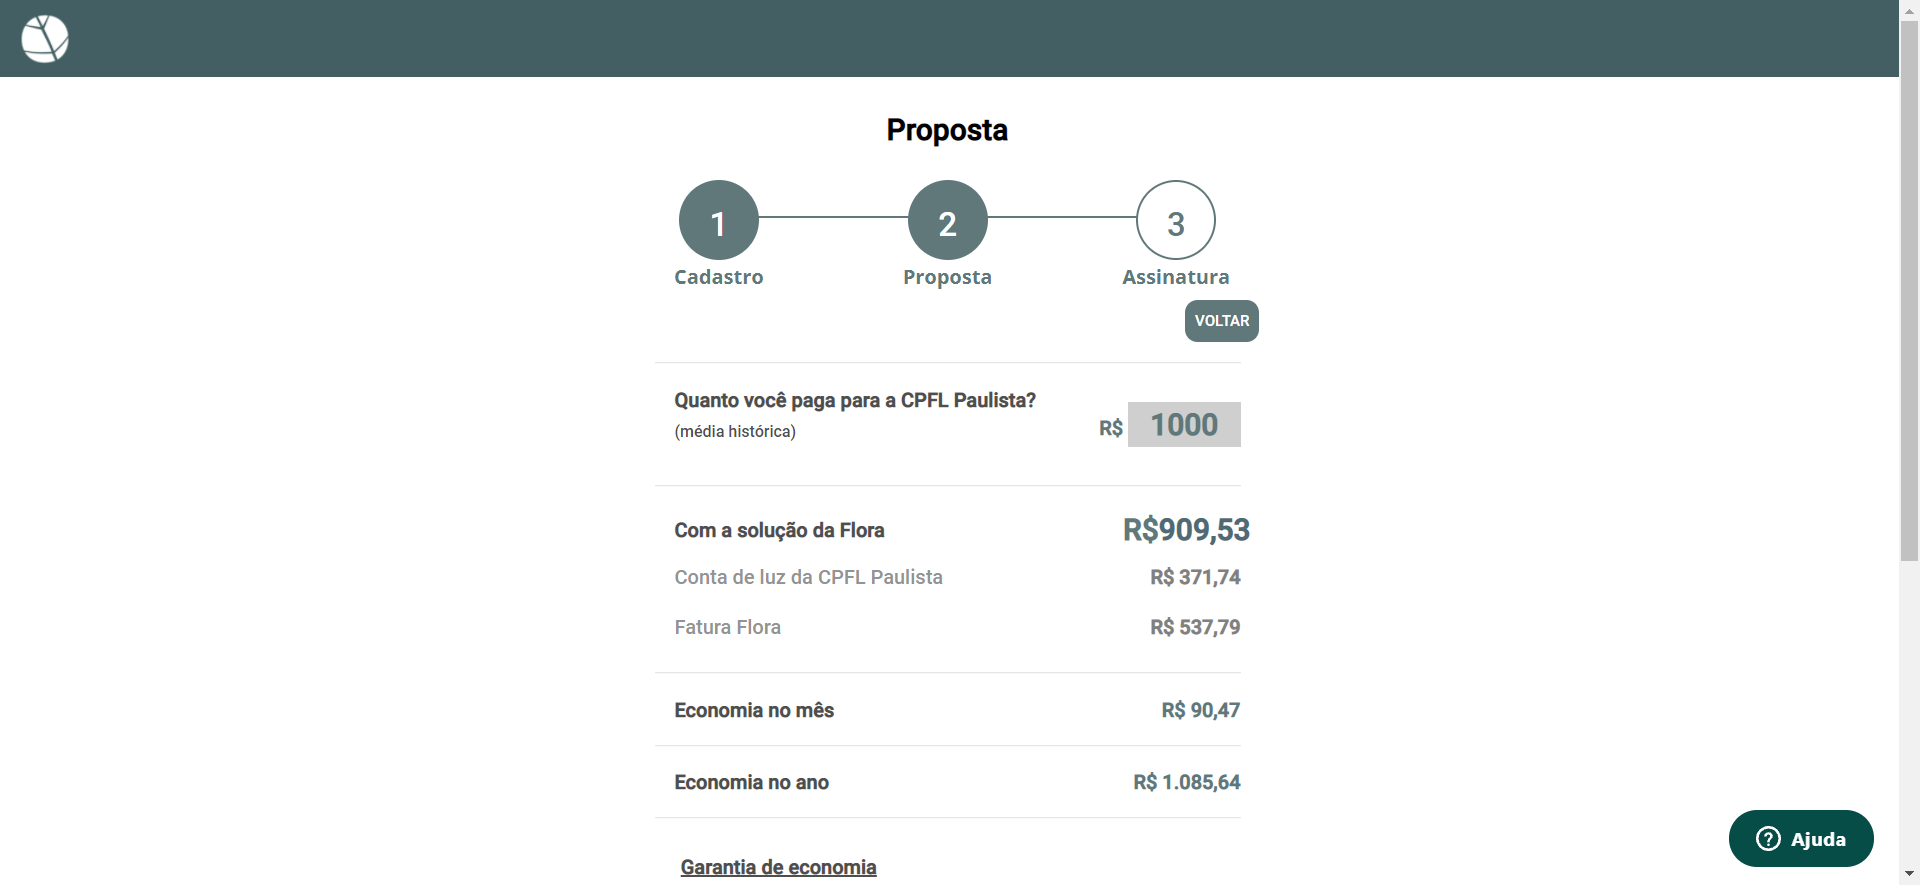 Proposta
1
2
3
Cadastro
Proposta
Assinatura
VOLTAR
Quanto você paga para a CPFL Paulista?
(média histórica)
R$ 1000
Com a solução da Flora
R$909,53
Conta de luz da CPFL Paulista
R$ 371,74
Fatura Flora
R$ 537,79
Economia no mês
R$ 90,47
Economia no ano
R$ 1.085,64
Garantia de economia
? Ajuda